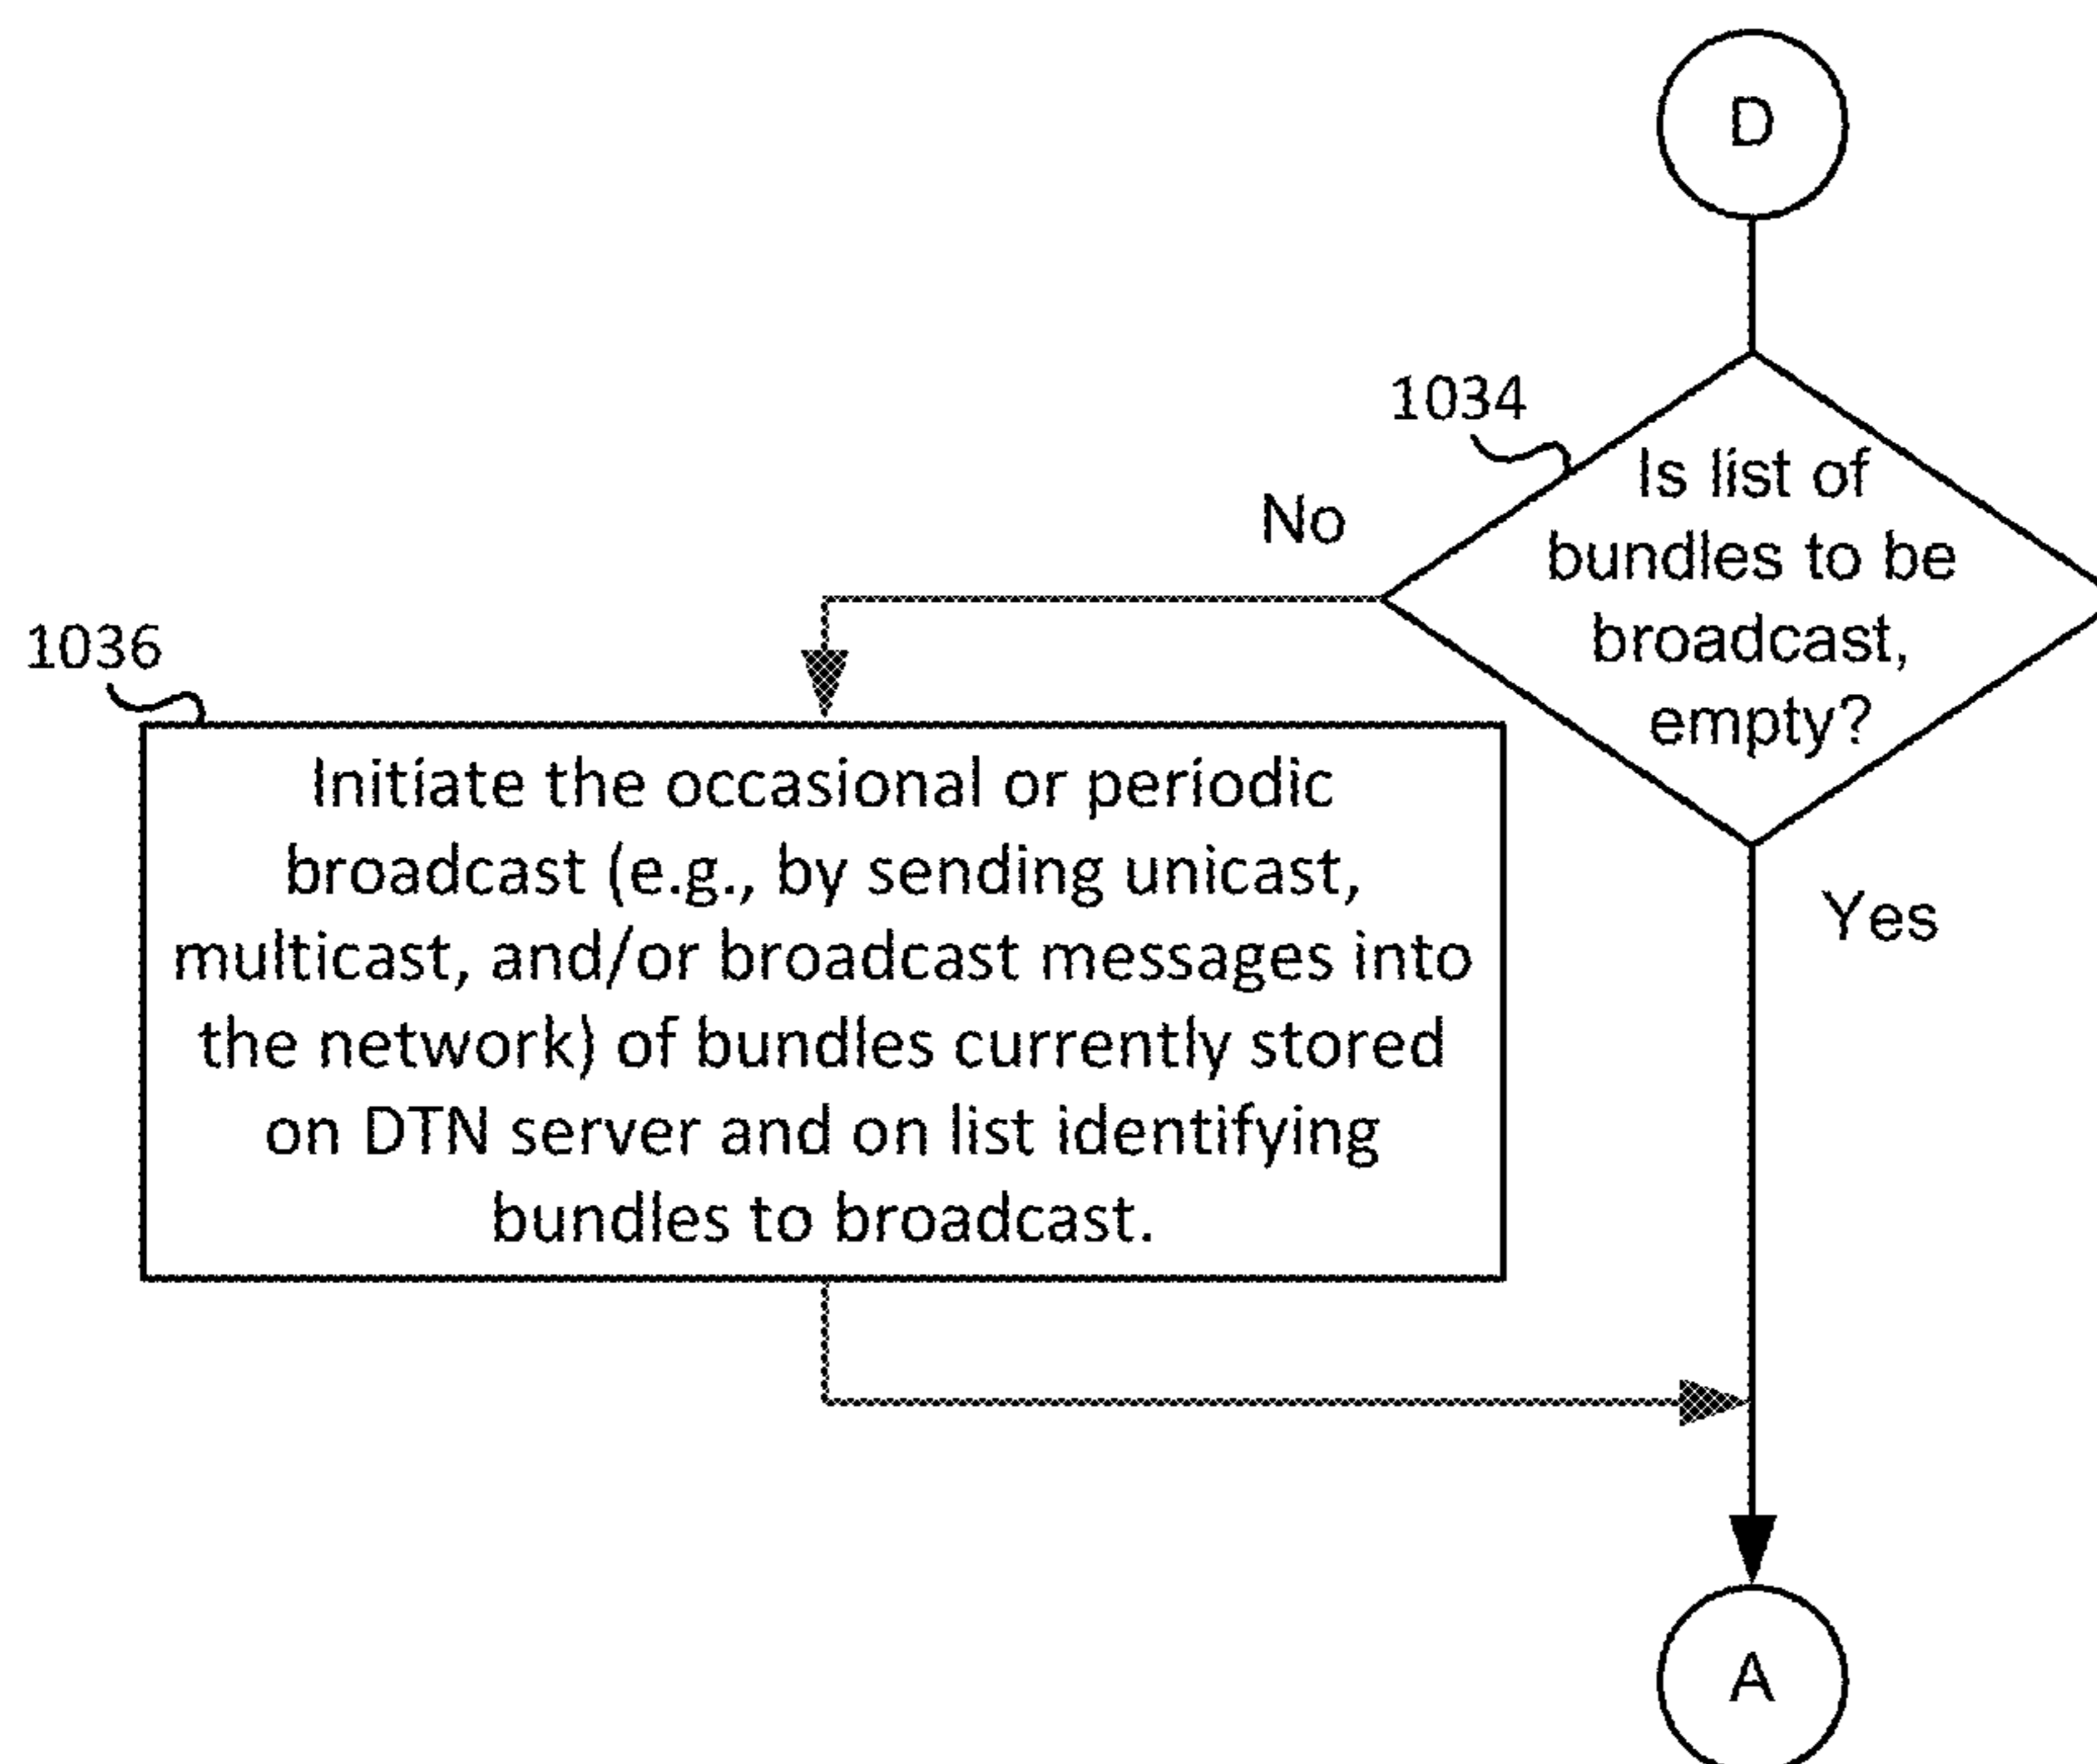 D
1034
Is list of
bundles to be
broadcast,
empty?
No
Yes
1036
Initiate the occasional or periodic
broadcast (e.g., by sending unicast,
multicast, and/or broadcast messages into
the network) of bundles currently stored
on DTN server and on list identifying
bundles to broadcast.
A